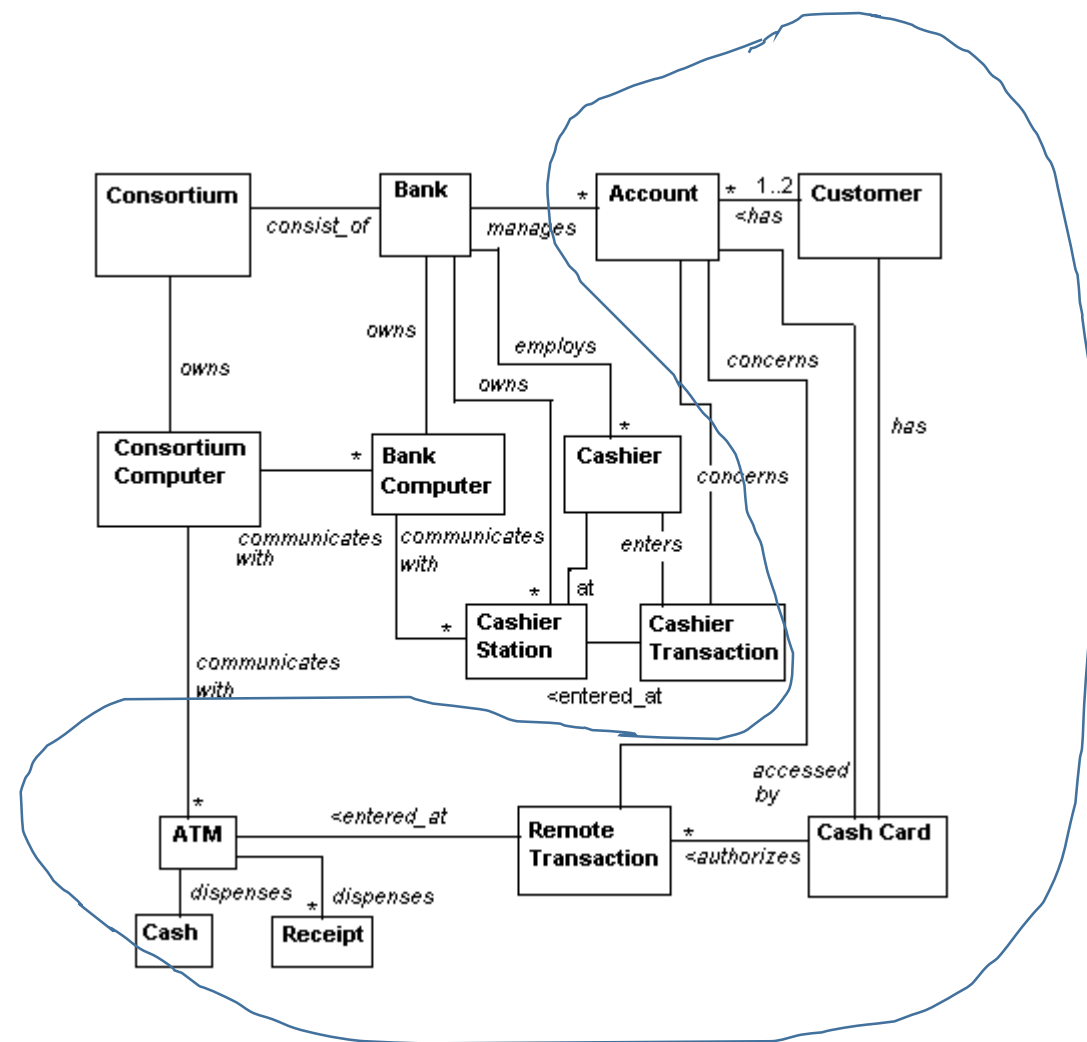 Consortium
consist_of
Bank
manages
*
Account
* 1..2
<has
Customer
owns
owns
employs
owns
*
concerns
has
Consortium
Computer
*
Bank
Computer
Cashier
concerns
communicates
with
communicates
with
enters
at
*
*
Cashier
Station
Cashier
Transaction
<entered_at
communicates
with
*
accessed
by
ATM
<entered_at
Remote
Transaction
*
<authorizes
Cash Card
dispenses
*
dispenses
Cash
Receipt